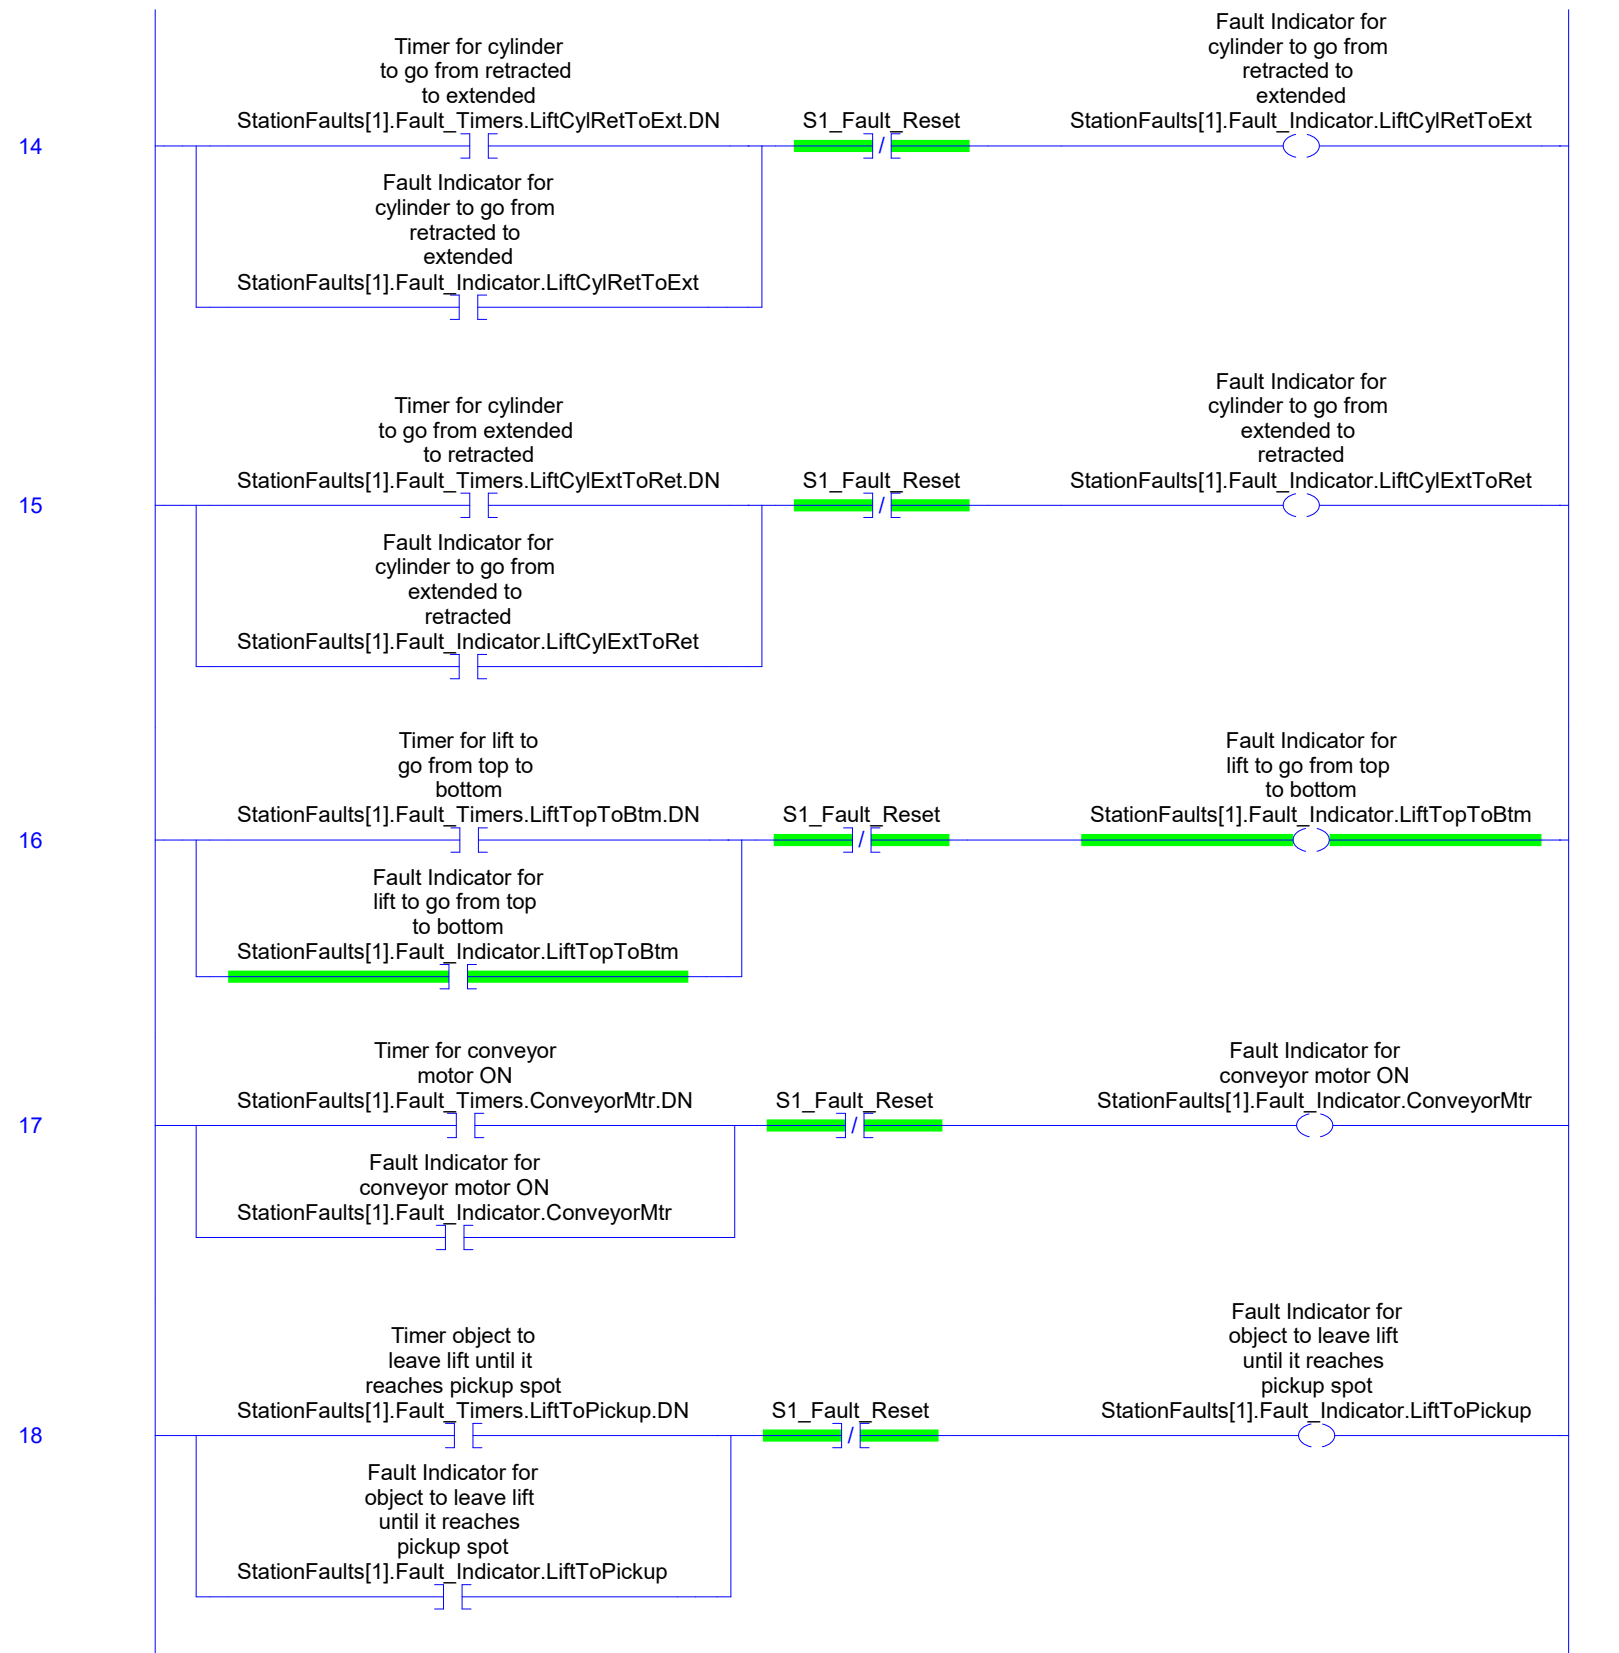 Timer for cylinder
to go from retracted
to extended
StationFaults[1].Fault_Timers.LiftCylRetToExt.DN
S1_Fault_Reset
Fault Indicator for
cylinder to go from
retracted to
extended
StationFaults[1].Fault_Indicator.LiftCylRetToExt
14
/
Fault Indicator for
cylinder to go from
retracted to
extended
StationFaults[1].Fault_Indicator.LiftCylRetToExt
Timer for cylinder
to go from extended
to retracted
StationFaults[1].Fault_Timers.LiftCylExtToRet.DN
S1_Fault_Reset
Fault Indicator for
cylinder to go from
extended to
retracted
StationFaults[1].Fault_Indicator.LiftCylExtToRet
15
/
Fault Indicator for
cylinder to go from
extended to
retracted
StationFaults[1].Fault_Indicator.LiftCylExtToRet
Timer for lift to
go from top to
bottom
StationFaults[1].Fault_Timers.LiftTopToBtm.DN
S1_Fault_Reset
Fault Indicator for
lift to go from top
to bottom
StationFaults[1].Fault_Indicator.LiftTopToBtm
16
/
Fault Indicator for
lift to go from top
to bottom
StationFaults[1].Fault_Indicator.LiftTopToBtm
Timer for conveyor
motor ON
StationFaults[1].Fault_Timers.ConveyorMtr.DN
S1_Fault_Reset
Fault Indicator for
conveyor motor ON
StationFaults[1].Fault_Indicator.ConveyorMtr
17
/
Fault Indicator for
conveyor motor ON
StationFaults[1].Fault_Indicator.ConveyorMtr
Timer object to
leave lift until it
reaches pickup spot
StationFaults[1].Fault_Timers.LiftToPickup.DN
S1_Fault_Reset
Fault Indicator for
object to leave lift
until it reaches
pickup spot
StationFaults[1].Fault_Indicator.LiftToPickup
18
/
Fault Indicator for
object to leave lift
until it reaches
pickup spot
StationFaults[1].Fault_Indicator.LiftToPickup